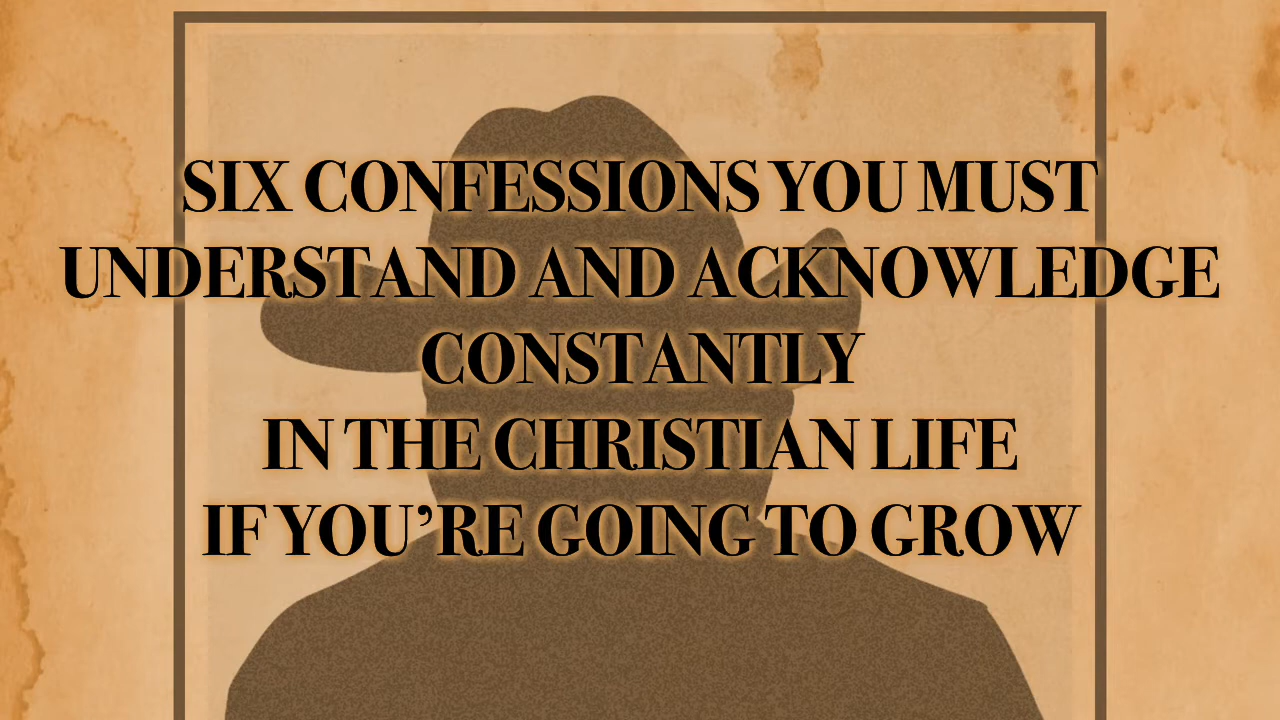 SIX CONFESSIONS YOU MUST
UNDERSTAND AND ACKNOWLEDGE
CONSTANTLY
IN THE CHRISTIAN LIFE
IF YOU’RE GOING TO GROW